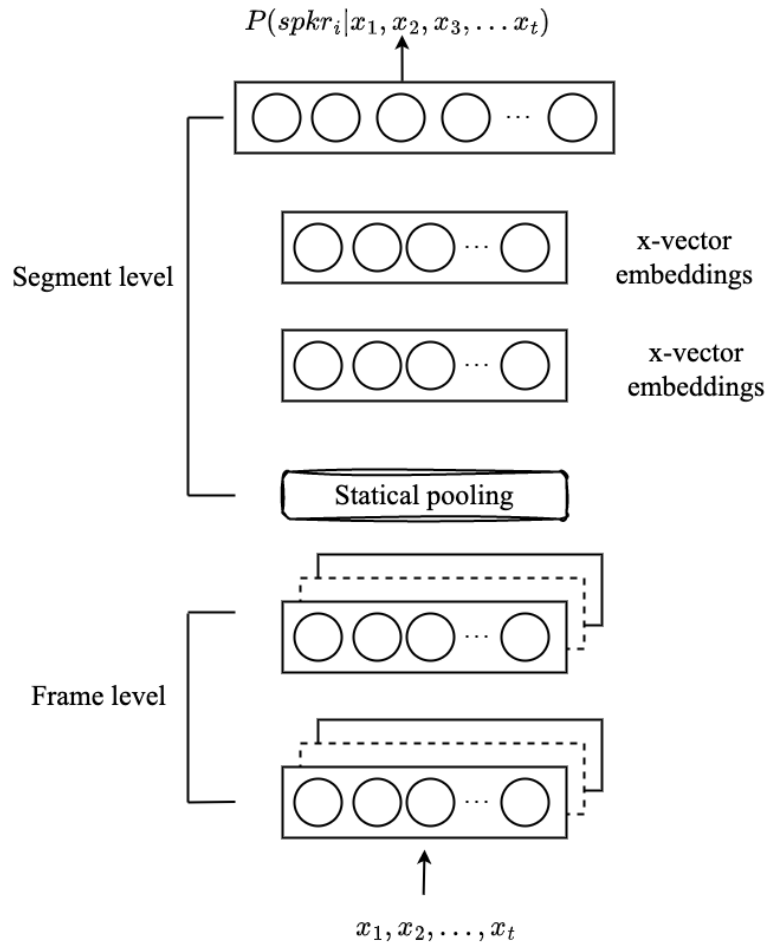 P(spkr_i|x_1, x_2, x_3, ... x_t)
...
x-vector
embeddings
...
Segment level
x-vector
embeddings
...
Statical pooling
...
Frame level
...
x_1, x_2, ..., x_t